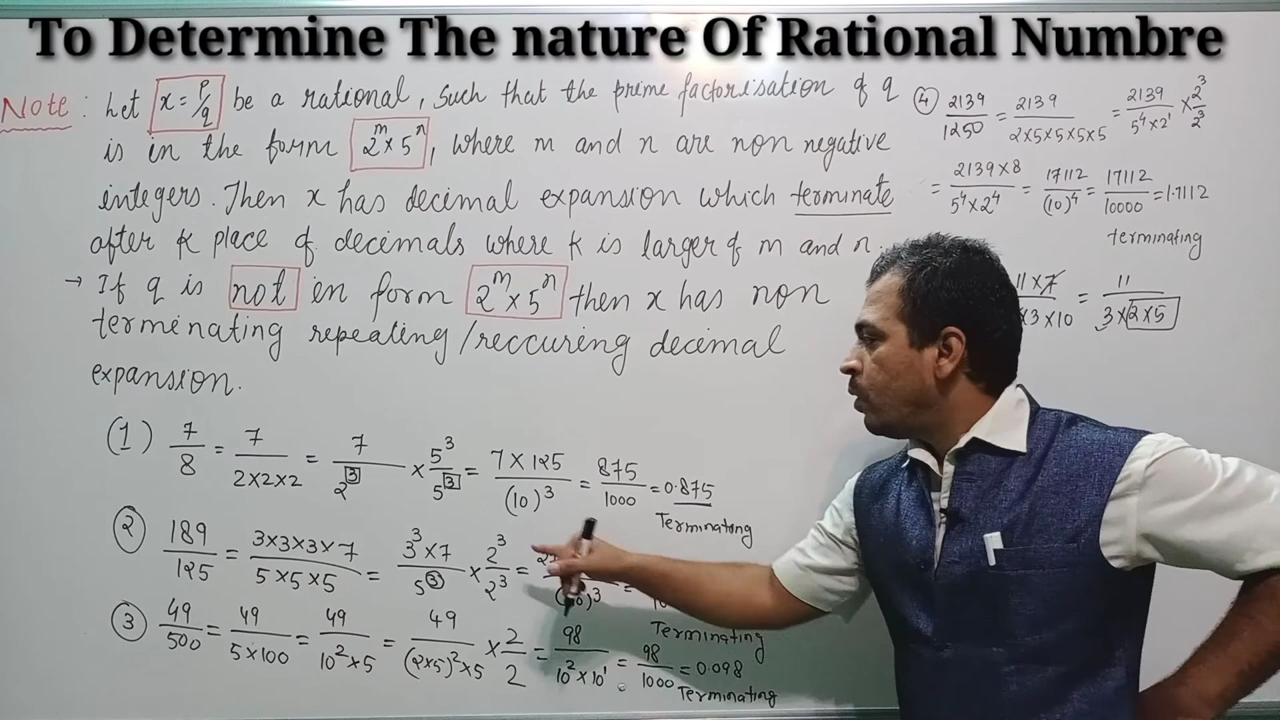 To Determine The nature Of Rational Numbre
Note : Let x = p/q be a rational, such that the prime factorisation of q
is in the form 2^m × 5^n, where m and n are non negative
integers. Then x has decimal expansion which terminate
after k place of decimals where k is larger of m and n.
→ If q is not in form 2^m × 5^n then x has non
terminating repeating/reccuring decimal
expansion.
(1) 7/8 = 7/(2×2×2) = 7/2^3 × 5^3/5^3 = (7×125)/(10)^3 = 875/1000 = 0.875
Terminatong
(2) 189/125 = (3×3×3×7)/(5×5×5) = (3^3×7)/5^3 × 2^3/2^3 =
Terminating
(3) 49/500 = 49/(5×100) = 49/(10^2×5) = 49/((2×5)^2×5) × 2/2 = 98/(10^2×10^1) = 98/1000 = 0.098
Terminating
(4) 2139/1250 = 2139/(2×5×5×5×5) = 2139/(5^4×2^1) × 2^3/2^3
= (2139×8)/(5^4×2^4) = 17112/(10)^4 = 17112/10000 = 1.7112
terminating
11×7 / ×3×10 = 11/(3×2×5)